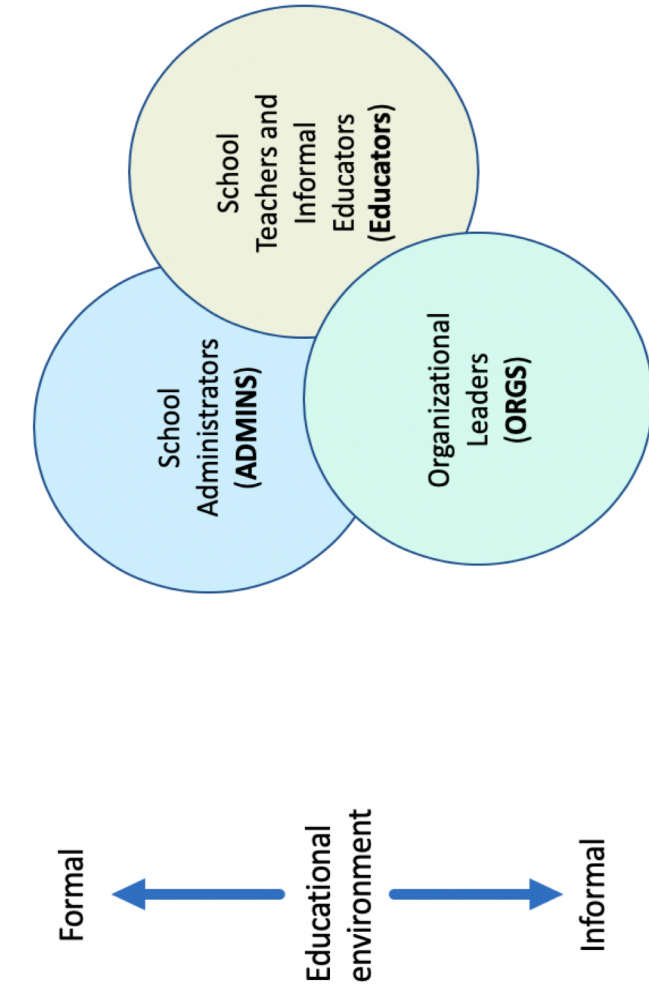 Formal
Educational
environment
Informal
School
Administrators
(ADMINS)
School
Teachers and
Informal
Educators
(Educators)
Organizational
Leaders
(ORGS)